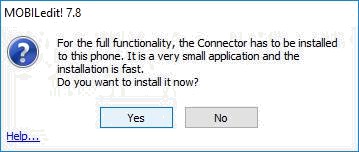 MOBILedit! 7.8
For the full functionality, the Connector has to be installed
to this phone. It is a very small application and the
installation is fast.
Do you want to install it now?
Yes
No
Help...